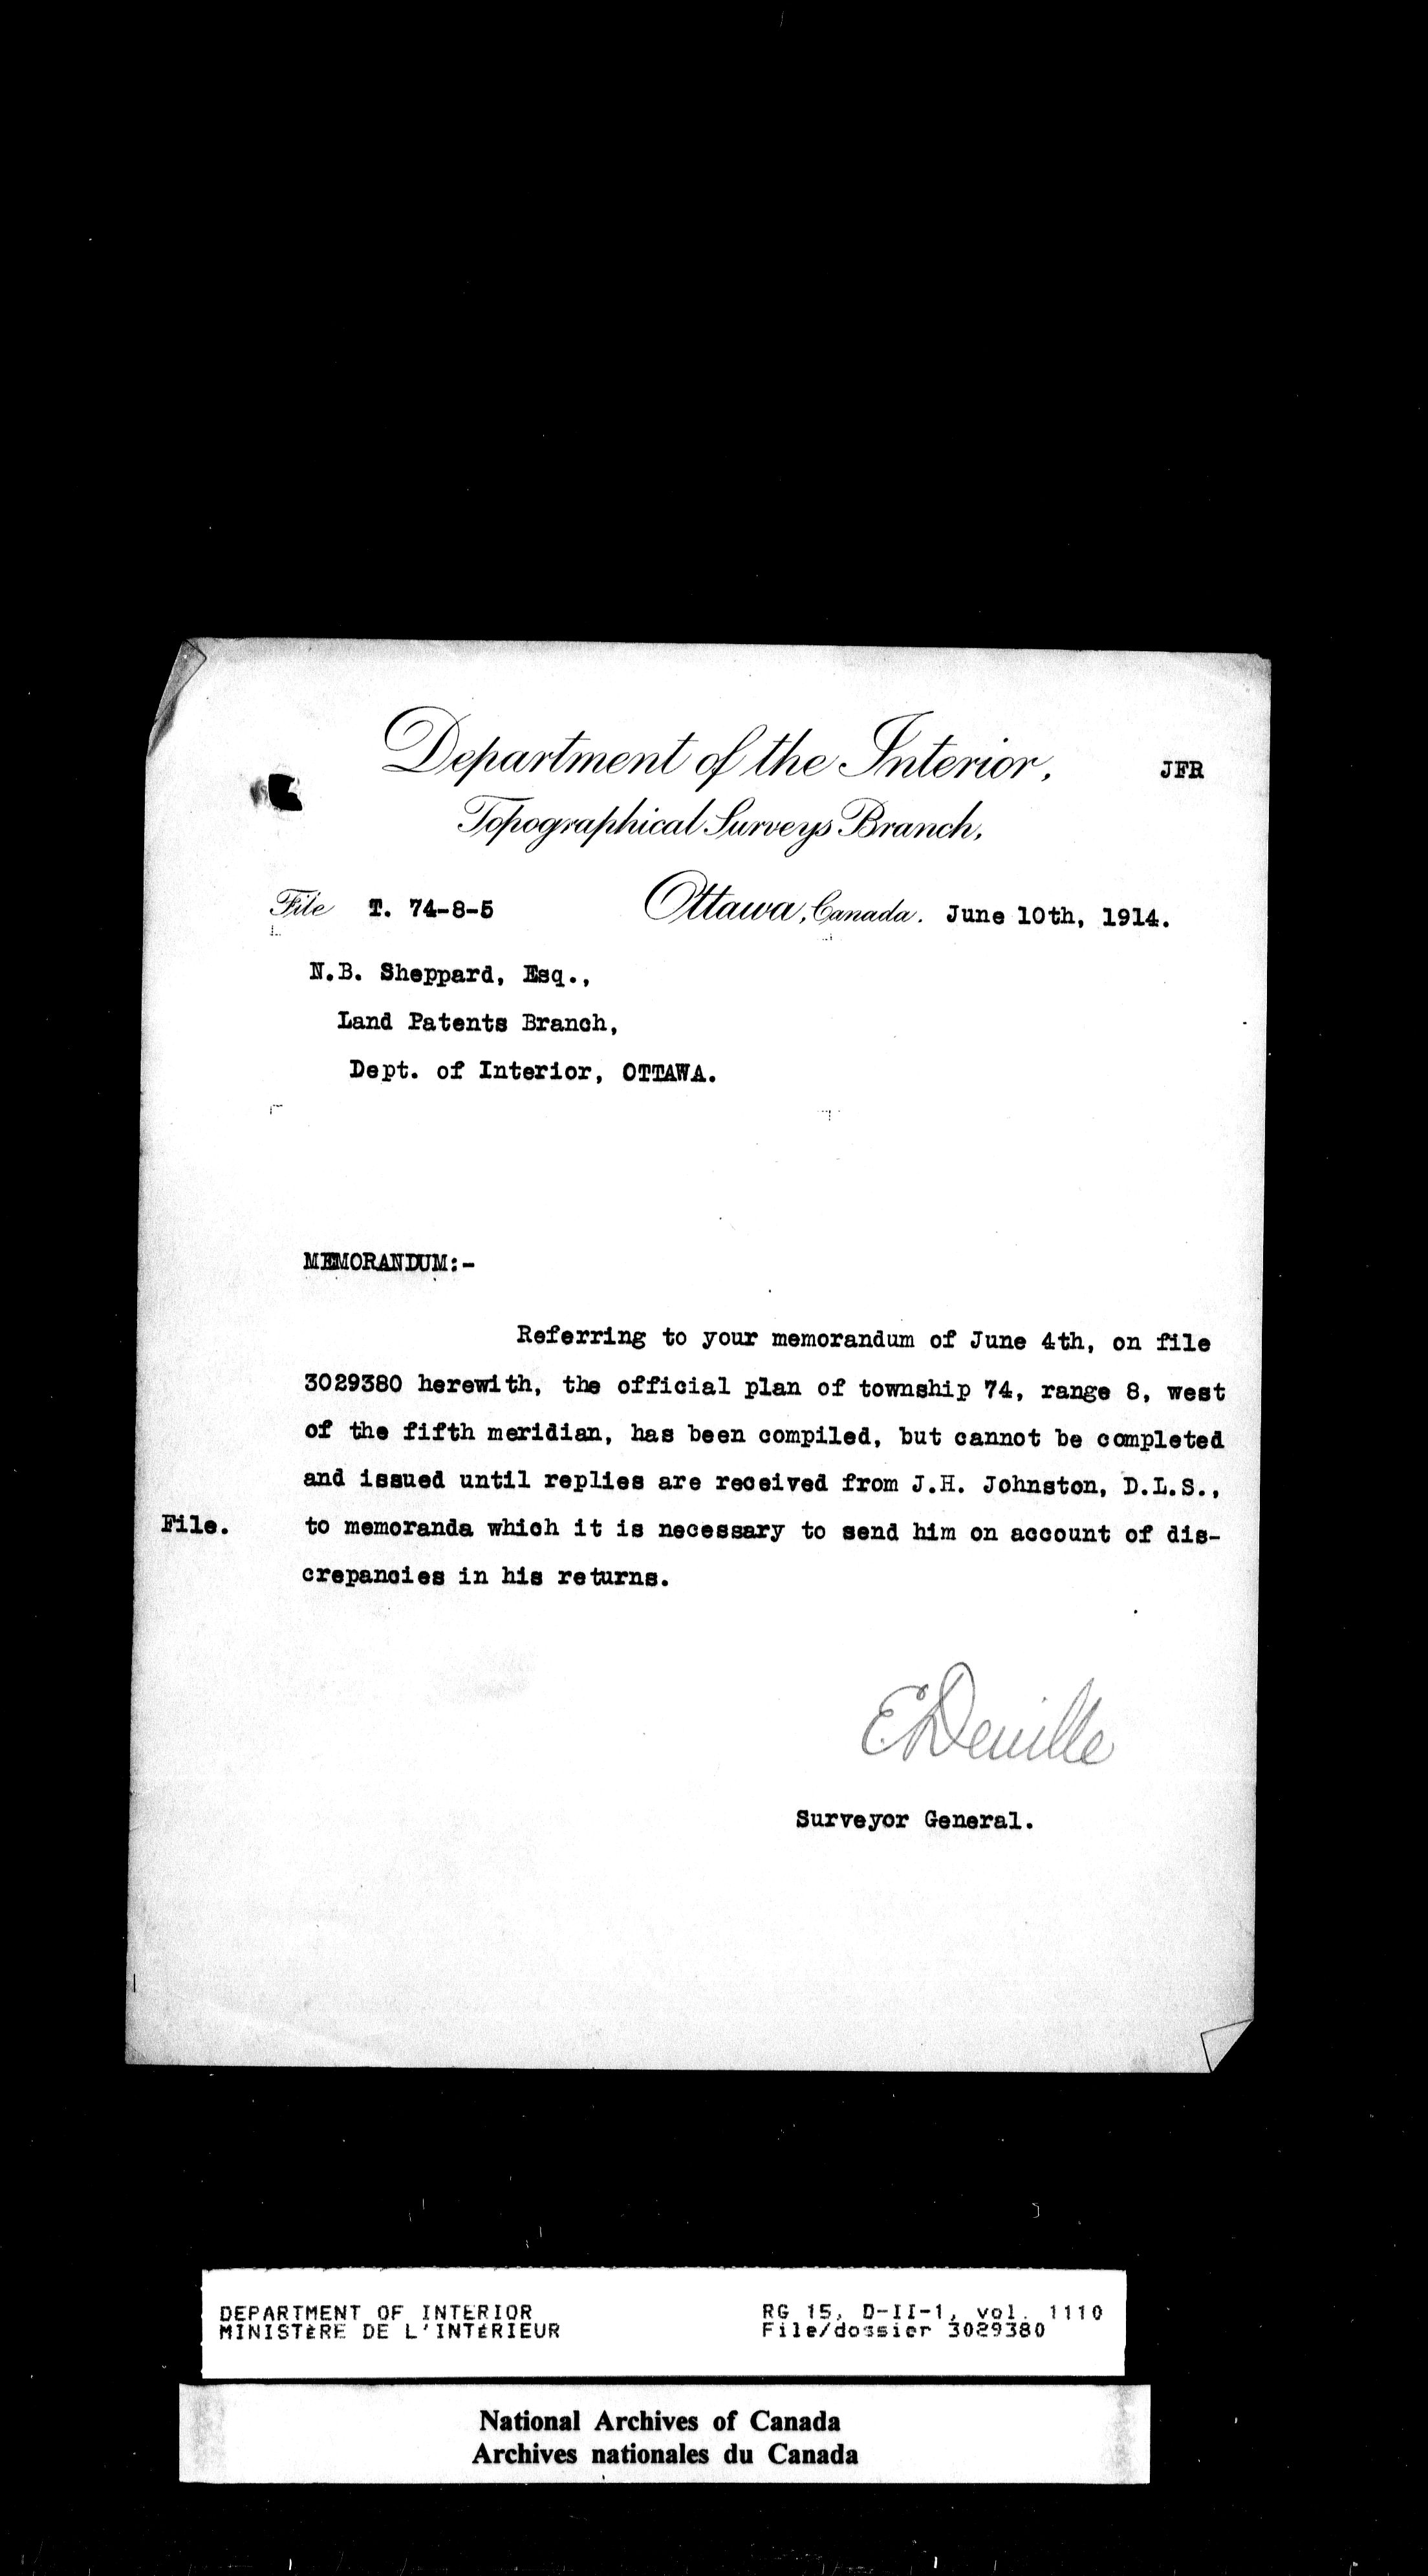 Department of the Interior,
JFR
Topographical Surveys Branch,
File T. 74-8-5
Ottawa, Canada. June 10th, 1914.
N.B. Sheppard, Esq.,
Land Patents Branch,
Dept. of Interior, OTTAWA.
MEMORANDUM:-
Referring to your memorandum of June 4th, on file
3029380 herewith, the official plan of township 74, range 8, west
of the fifth meridian, has been compiled, but cannot be completed
and issued until replies are received from J.H. Johnston, D.L.S.,
File. to memoranda which it is necessary to send him on account of dis-
crepancies in his returns.
E Deville
Surveyor General.
DEPARTMENT OF INTERIOR
MINISTÈRE DE L'INTÉRIEUR
RG 15, D-II-1, vol. 1110
File/dossier 3029380
National Archives of Canada
Archives nationales du Canada